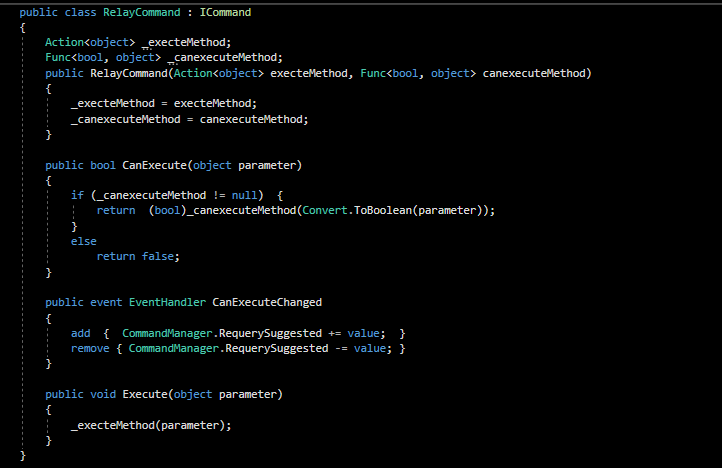 public class RelayCommand : ICommand
{
    Action<object> _execteMethod;
    Func<bool, object> _canexecuteMethod;
    public RelayCommand(Action<object> execteMethod, Func<bool, object> canexecuteMethod)
    {
        _execteMethod = execteMethod;
        _canexecuteMethod = canexecuteMethod;
    }

    public bool CanExecute(object parameter)
    {
        if (_canexecuteMethod != null)  {
            return  (bool)_canexecuteMethod(Convert.ToBoolean(parameter));
        }
        else
            return false;
    }

    public event EventHandler CanExecuteChanged
    {
        add  {  CommandManager.RequerySuggested += value;  }
        remove { CommandManager.RequerySuggested -= value; }
    }

    public void Execute(object parameter)
    {
        _execteMethod(parameter);
    }
}